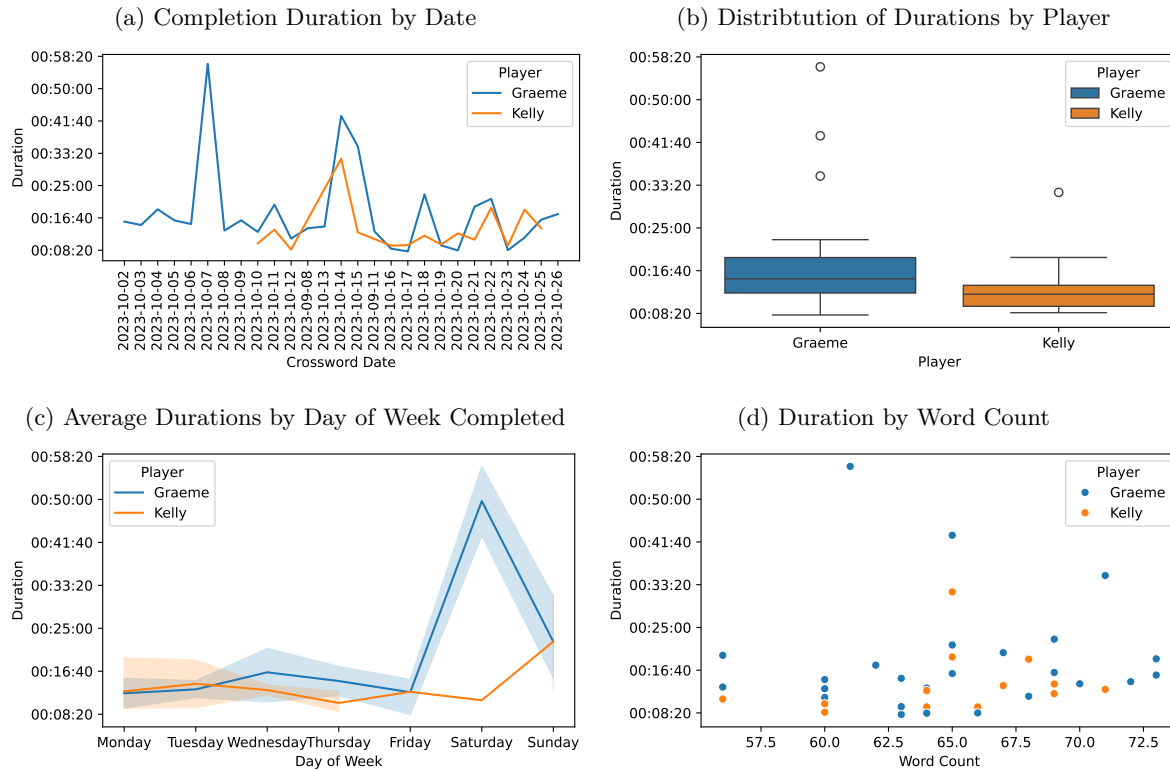 (a) Completion Duration by Date
00:58:20
00:50:00
00:41:40
00:33:20
00:25:00
00:16:40
00:08:20
Duration
Player
Graeme
Kelly
2023-10-02
2023-10-03
2023-10-04
2023-10-05
2023-10-06
2023-10-07
2023-10-08
2023-10-09
2023-10-10
2023-10-11
2023-10-12
2023-09-08
2023-10-13
2023-10-14
2023-10-15
2023-09-11
2023-10-16
2023-10-17
2023-10-18
2023-10-19
2023-10-20
2023-10-21
2023-10-22
2023-10-23
2023-10-24
2023-10-25
2023-10-26
Crossword Date
(b) Distribtution of Durations by Player
00:58:20
00:50:00
00:41:40
00:33:20
00:25:00
00:16:40
00:08:20
Duration
Player
Graeme
Kelly
Graeme
Kelly
Player
(c) Average Durations by Day of Week Completed
00:58:20
00:50:00
00:41:40
00:33:20
00:25:00
00:16:40
00:08:20
Duration
Player
Graeme
Kelly
Monday
Tuesday
Wednesday
Thursday
Friday
Saturday
Sunday
Day of Week
(d) Duration by Word Count
00:58:20
00:50:00
00:41:40
00:33:20
00:25:00
00:16:40
00:08:20
Duration
Player
Graeme
Kelly
57.5
60.0
62.5
65.0
67.5
70.0
72.5
Word Count